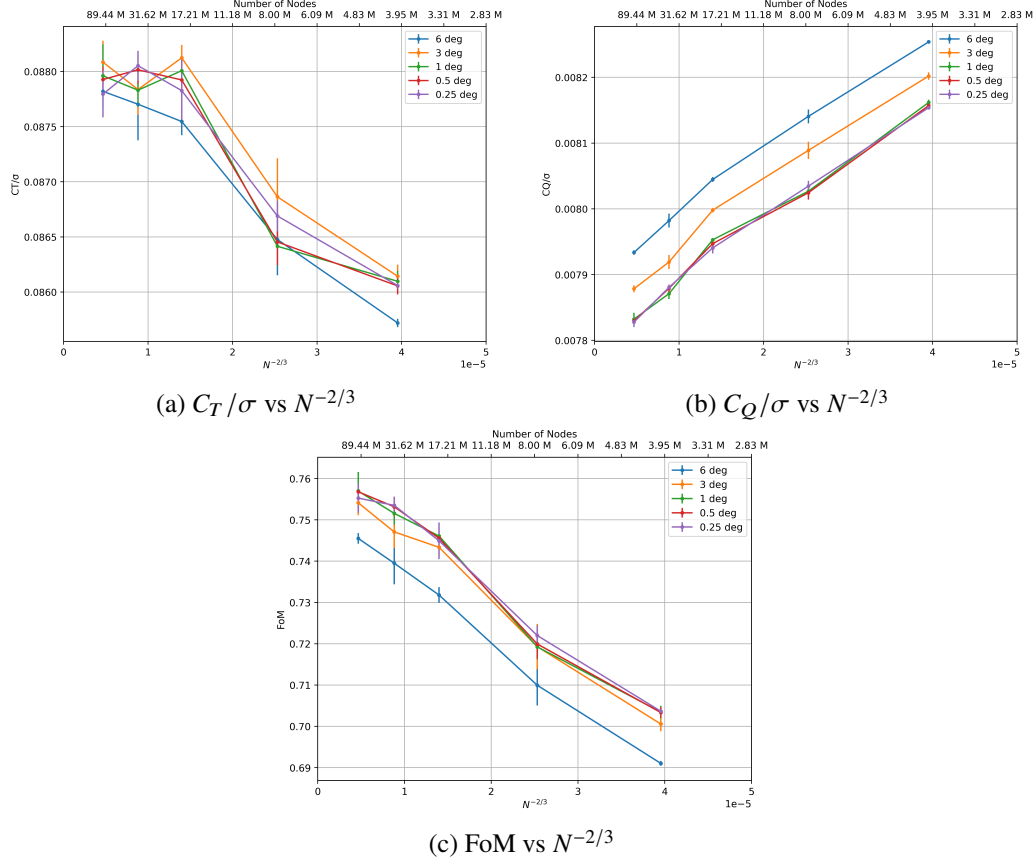 Number of Nodes
89.44 M 31.62 M 17.21 M 11.18 M 8.00 M 6.09 M 4.83 M 3.95 M 3.31 M 2.83 M
6 deg
3 deg
1 deg
0.5 deg
0.25 deg
0.0880
0.0875
0.0870
0.0865
0.0860
CT/σ
0 1 2 3 4 5
N^{-2/3}
1e−5
(a) C_T/σ vs N^{-2/3}
Number of Nodes
89.44 M 31.62 M 17.21 M 11.18 M 8.00 M 6.09 M 4.83 M 3.95 M 3.31 M 2.83 M
6 deg
3 deg
1 deg
0.5 deg
0.25 deg
0.0082
0.0081
0.0080
0.0079
0.0078
CQ/σ
0 1 2 3 4 5
N^{-2/3}
1e−5
(b) C_Q/σ vs N^{-2/3}
Number of Nodes
89.44 M 31.62 M 17.21 M 11.18 M 8.00 M 6.09 M 4.83 M 3.95 M 3.31 M 2.83 M
6 deg
3 deg
1 deg
0.5 deg
0.25 deg
0.76
0.75
0.74
0.73
0.72
0.71
0.70
0.69
FoM
0 1 2 3 4 5
N^{-2/3}
1e−5
(c) FoM vs N^{-2/3}